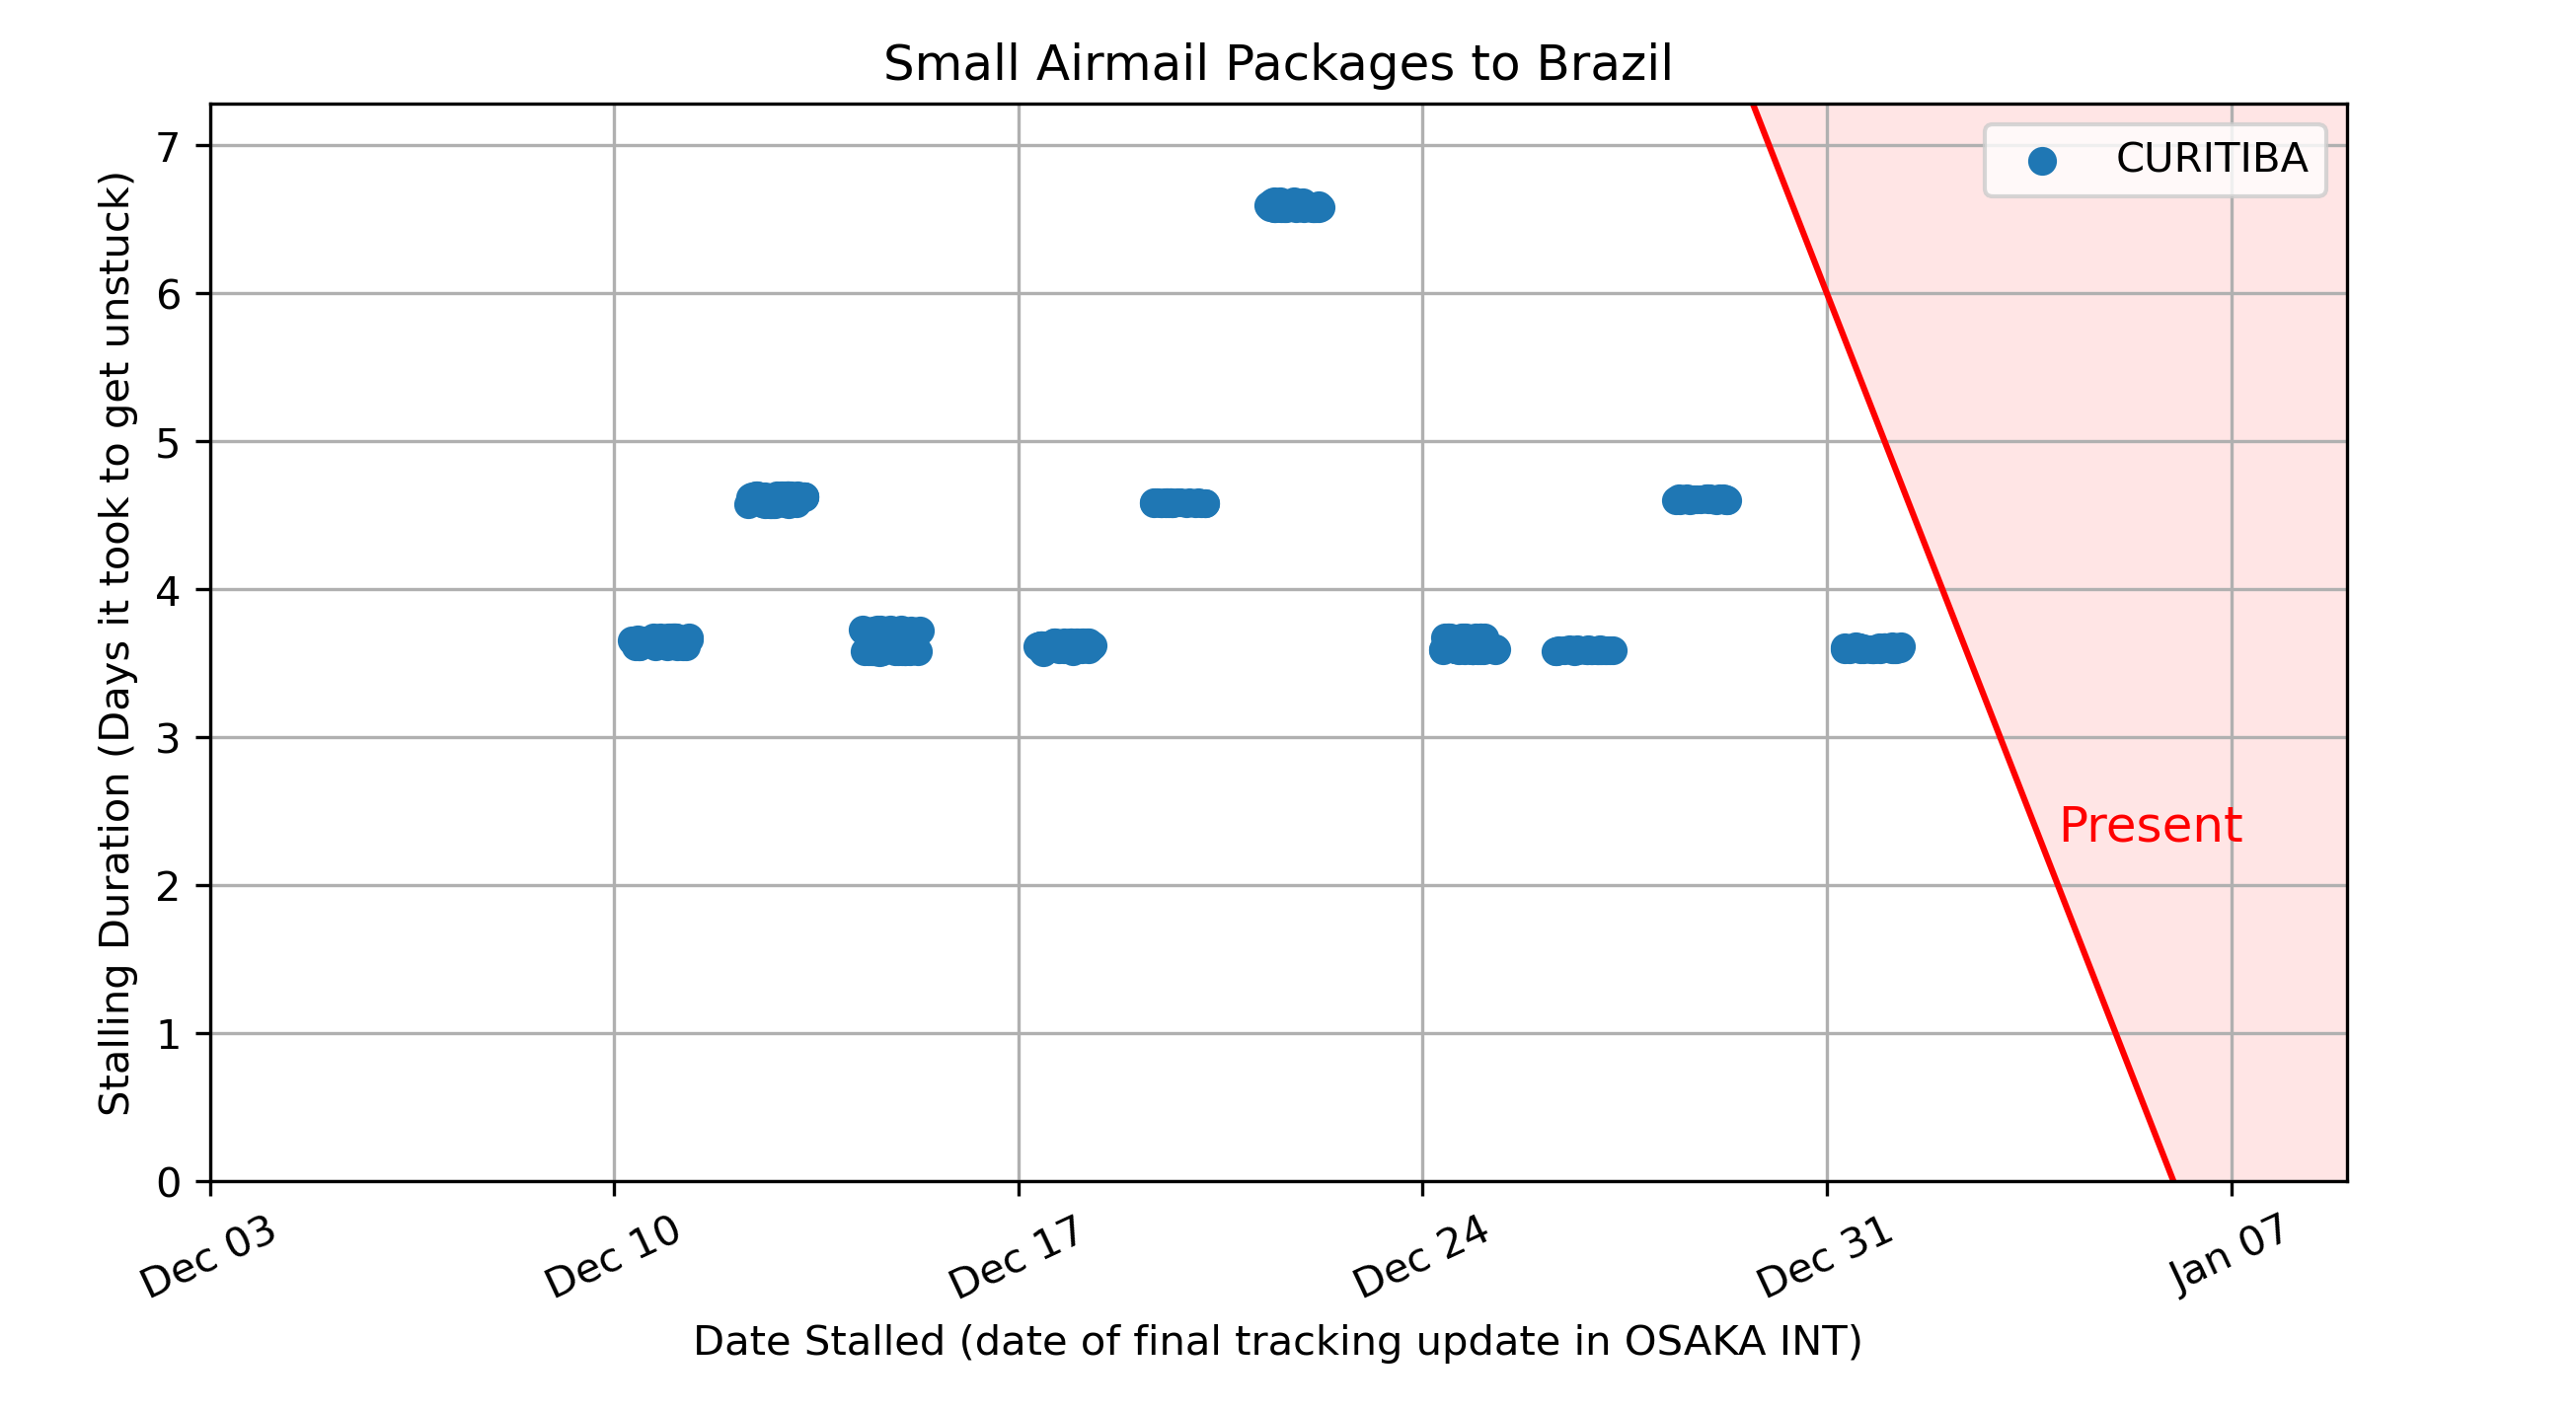 Small Airmail Packages to Brazil
CURITIBA
Stalling Duration (Days it took to get unstuck)
7
6
5
4
3
2
1
0
Present
Dec 03
Dec 10
Dec 17
Dec 24
Dec 31
Jan 07
Date Stalled (date of final tracking update in OSAKA INT)